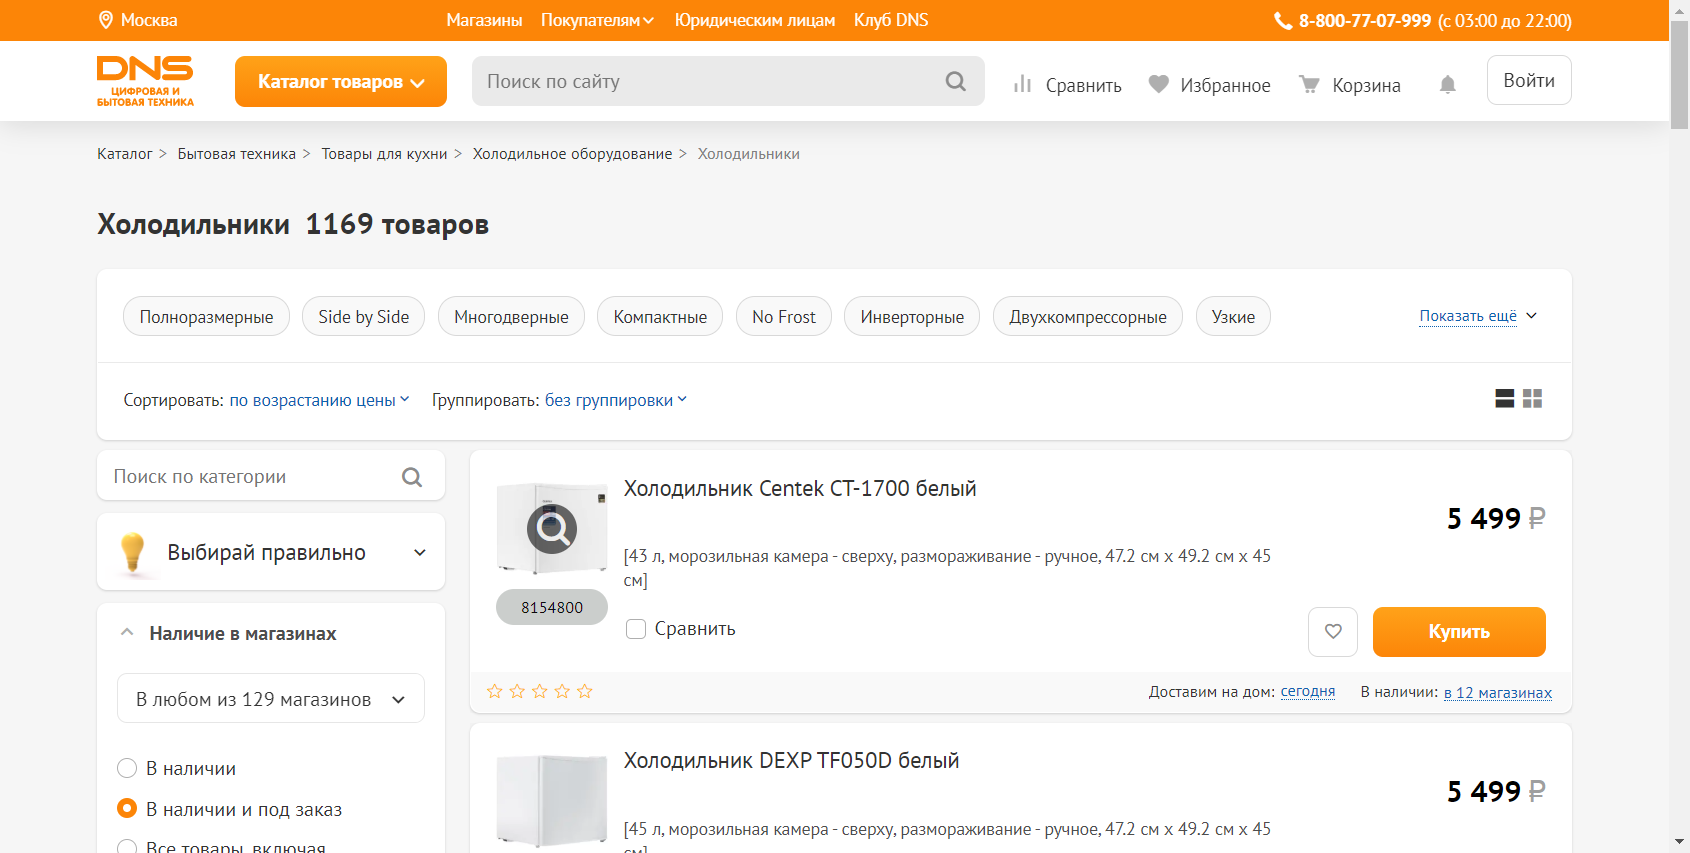 Москва
Магазины Покупателям Юридическим лицам Клуб DNS
8-800-77-07-999 (с 03:00 до 22:00)
DNS
ЦИФРОВАЯ И
БЫТОВАЯ ТЕХНИКА
Каталог товаров
Поиск по сайту
Сравнить
Избранное
Корзина
Войти
Каталог > Бытовая техника > Товары для кухни > Холодильное оборудование > Холодильники
Холодильники 1169 товаров
Полноразмерные Side by Side Многодверные Компактные No Frost Инверторные Двухкомпрессорные Узкие
Показать ещё
Сортировать: по возрастанию цены Группировать: без группировки
Поиск по категории
Выбирай правильно
Наличие в магазинах
В любом из 129 магазинов
В наличии
В наличии и под заказ
Все товары, включая
Холодильник Centek CT-1700 белый
5 499 ₽
[43 л, морозильная камера - сверху, размораживание - ручное, 47.2 см x 49.2 см x 45
см]
8154800
Сравнить
Купить
Доставим на дом: сегодня В наличии: в 12 магазинах
Холодильник DEXP TF050D белый
5 499 ₽
[45 л, морозильная камера - сверху, размораживание - ручное, 47.2 см x 49.2 см x 45
см]